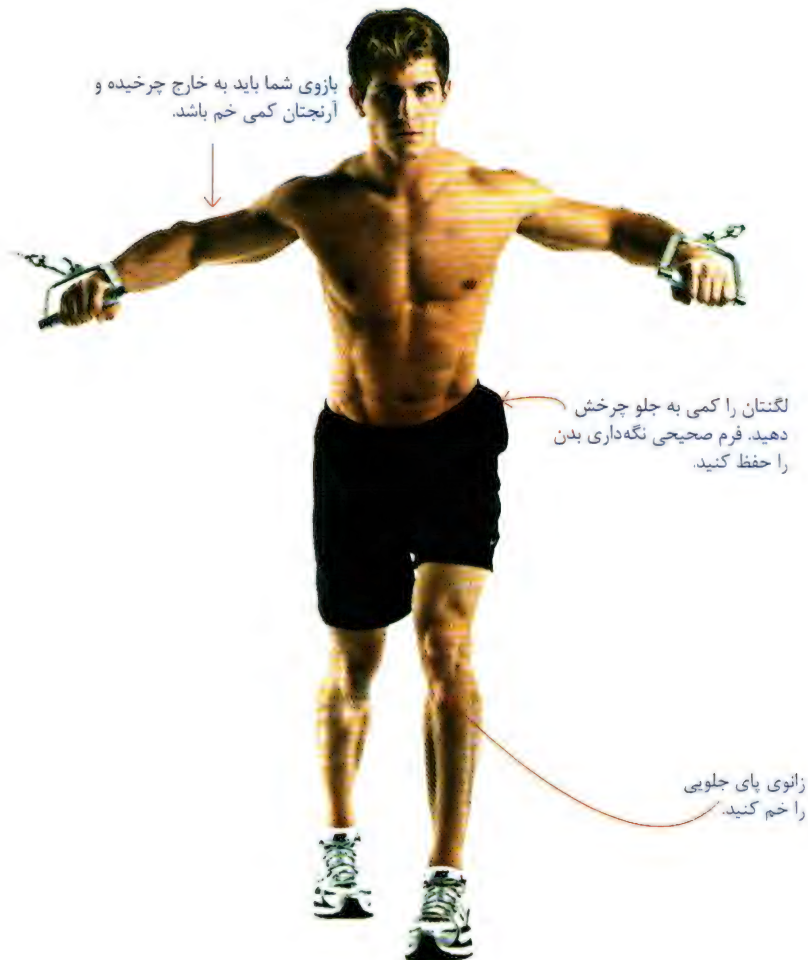 بازوی شما باید به خارج چرخیده و
آرنجتان کمی خم باشد.
لگنتان را کمی به جلو چرخش
دهید. فرم صحیحی نگه‌داری بدن
را حفظ کنید.
زانوی پای جلویی
را خم کنید.